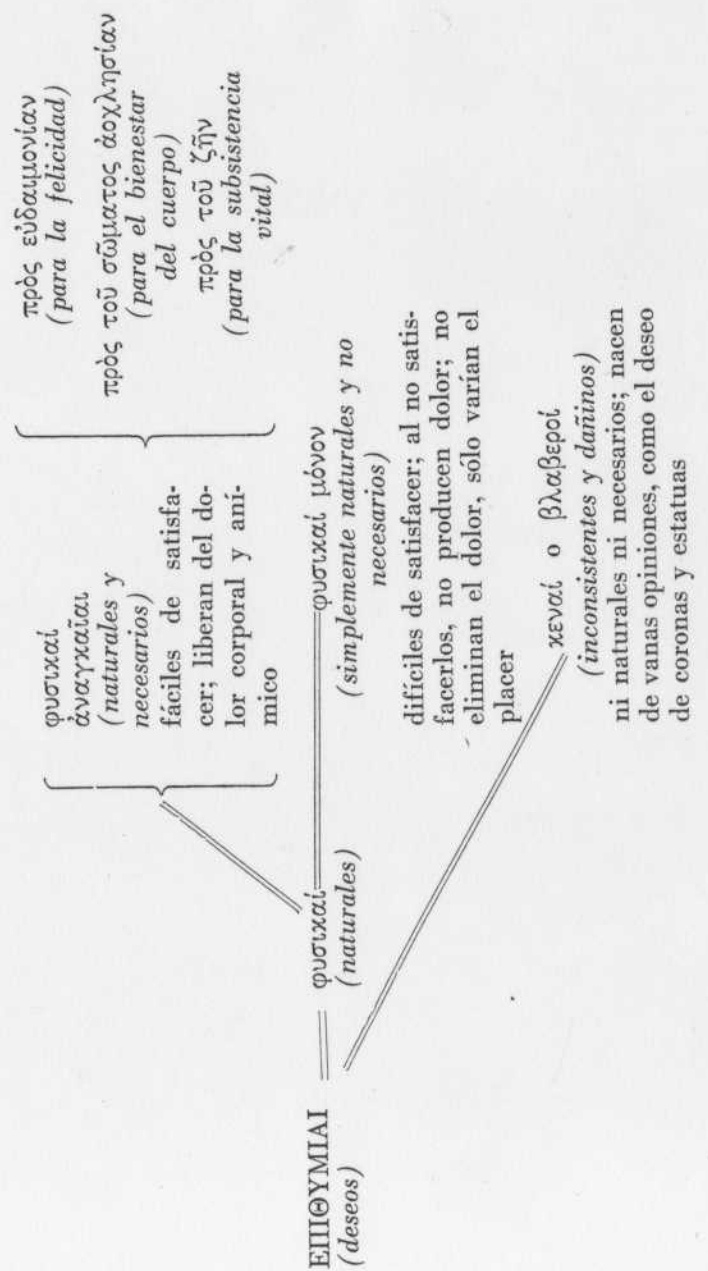 ΕΠΙΘΥΜΙΑΙ
(deseos)
φυσικαί
(naturales)
φυσικαί
ἀναγκαῖαι
(naturales y
necesarios)
fáciles de satisfa-
cer; liberan del do-
lor corporal y aní-
mico
πρὸς εὐδαιμονίαν
(para la felicidad)
πρὸς τοῦ σῶματος ἀοχλησίαν
(para el bienestar
del cuerpo)
πρὸς τοῦ ζῆν
(para la subsistencia
vital)
φυσικαί μόνον
(simplemente naturales y no
necesarios)
difíciles de satisfacer; al no satis-
facerlos, no producen dolor; no
eliminan el dolor, sólo varían el
placer
κεναί o βλαβεροί
(inconsistentes y dañinos)
ni naturales ni necesarios; nacen
de vanas opiniones, como el deseo
de coronas y estatuas